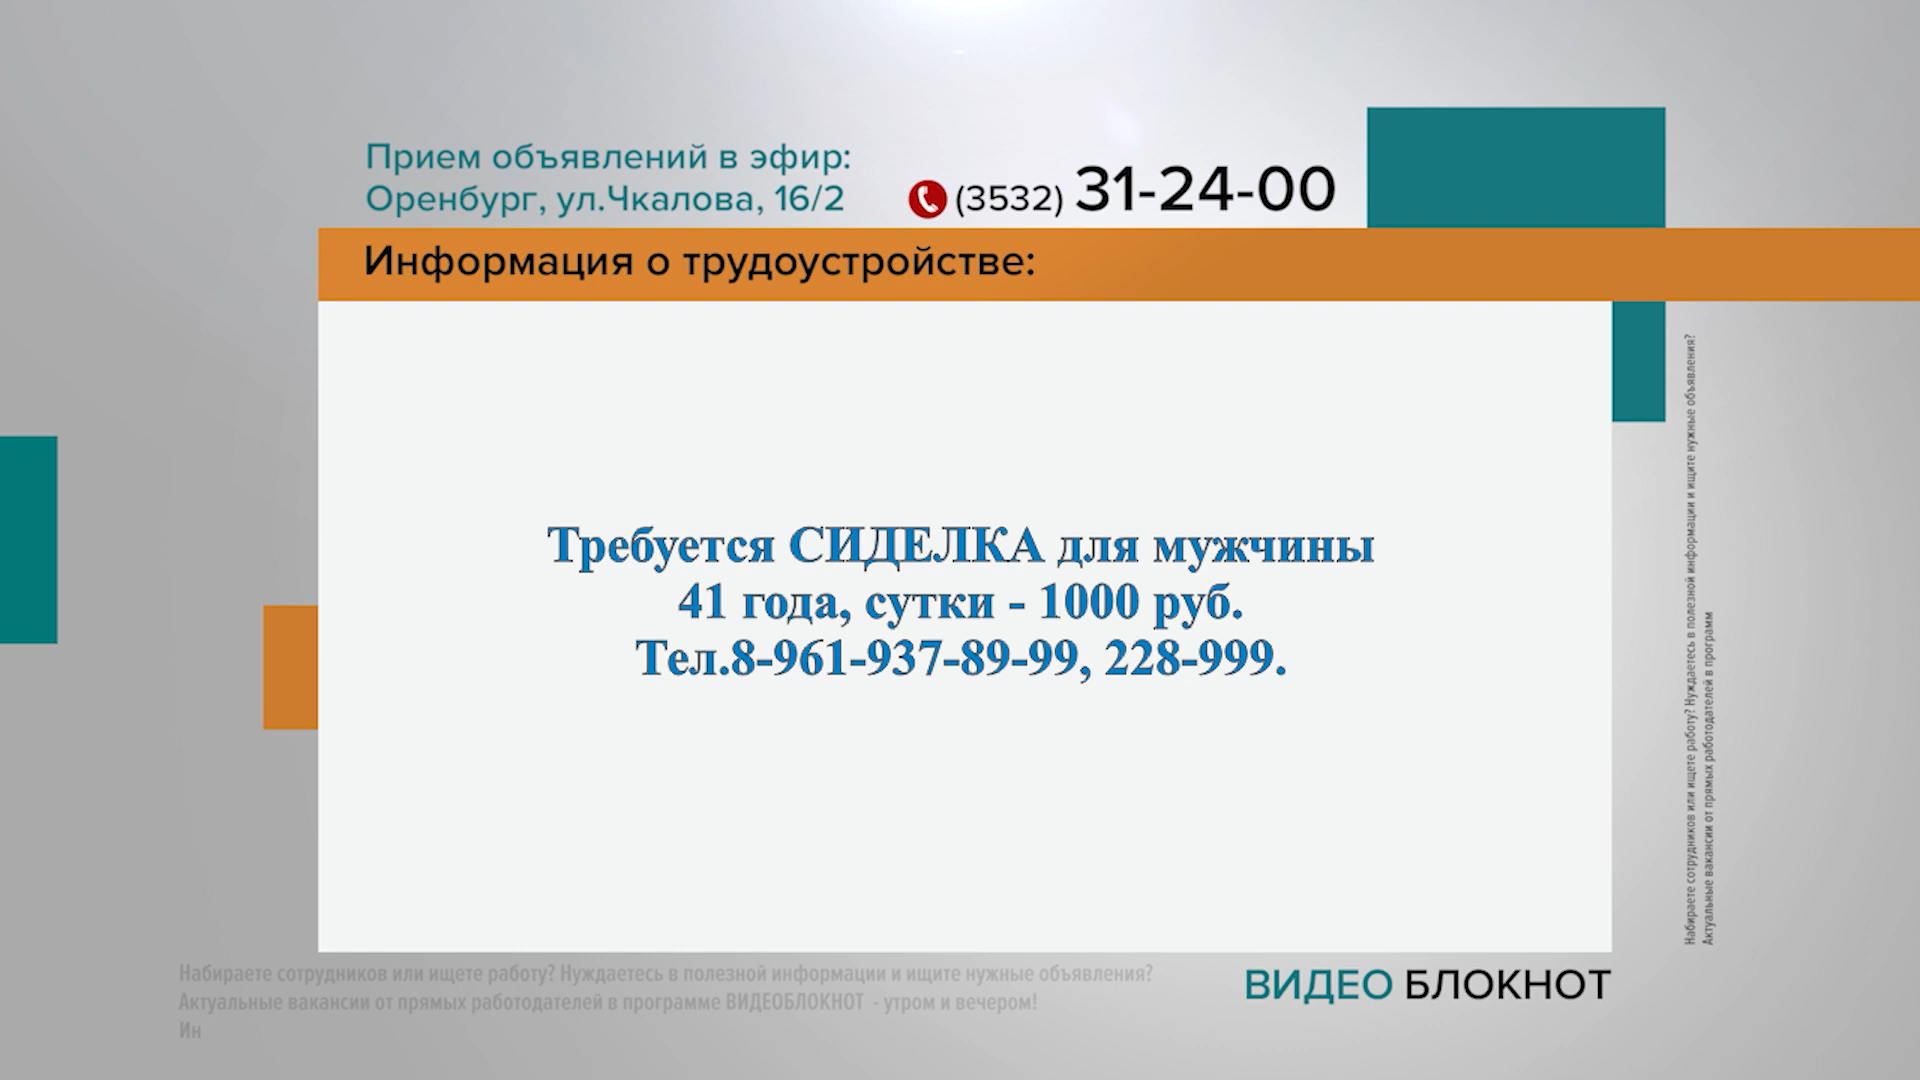 Прием объявлений в эфир:
Оренбург, ул.Чкалова, 16/2
(3532) 31-24-00
Информация о трудоустройстве:
Требуется СИДЕЛКА для мужчины
41 года, сутки - 1000 руб.
Тел.8-961-937-89-99, 228-999.
Набираете сотрудников или ищете работу? Нуждаетесь в полезной информации и ищите нужные объявления?
Актуальные вакансии от прямых работодателей в программ
Набираете сотрудников или ищете работу? Нуждаетесь в полезной информации и ищите нужные объявления?
Актуальные вакансии от прямых работодателей в программе ВИДЕОБЛОКНОТ - утром и вечером!
Ин
ВИДЕО БЛОКНОТ